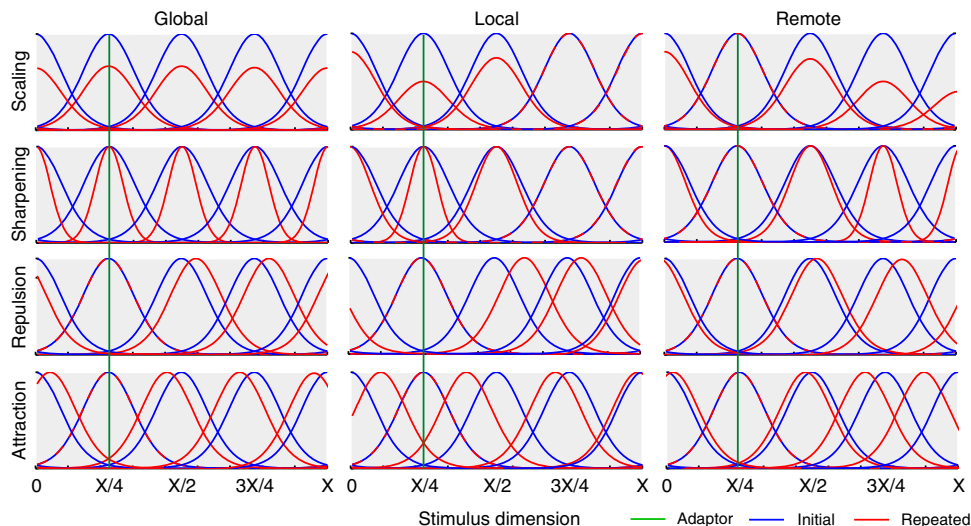 Global Local Remote
Scaling
Sharpening
Repulsion
Attraction
0 X/4 X/2 3X/4 X X/4 X/2 3X/4 X X/4 X/2 3X/4 X
Stimulus dimension Adaptor Initial Repeated